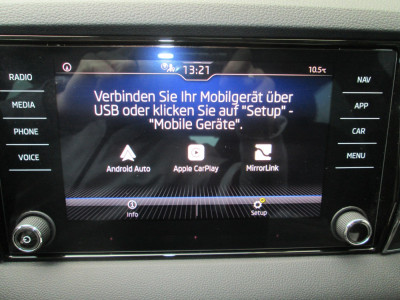 13:21
10.5°C
RADIO
MEDIA
PHONE
VOICE
Verbinden Sie Ihr Mobilgerät über
USB oder klicken Sie auf "Setup" -
"Mobile Geräte".
Android Auto
Apple CarPlay
MirrorLink
Info
Setup
NAV
APP
CAR
MENU